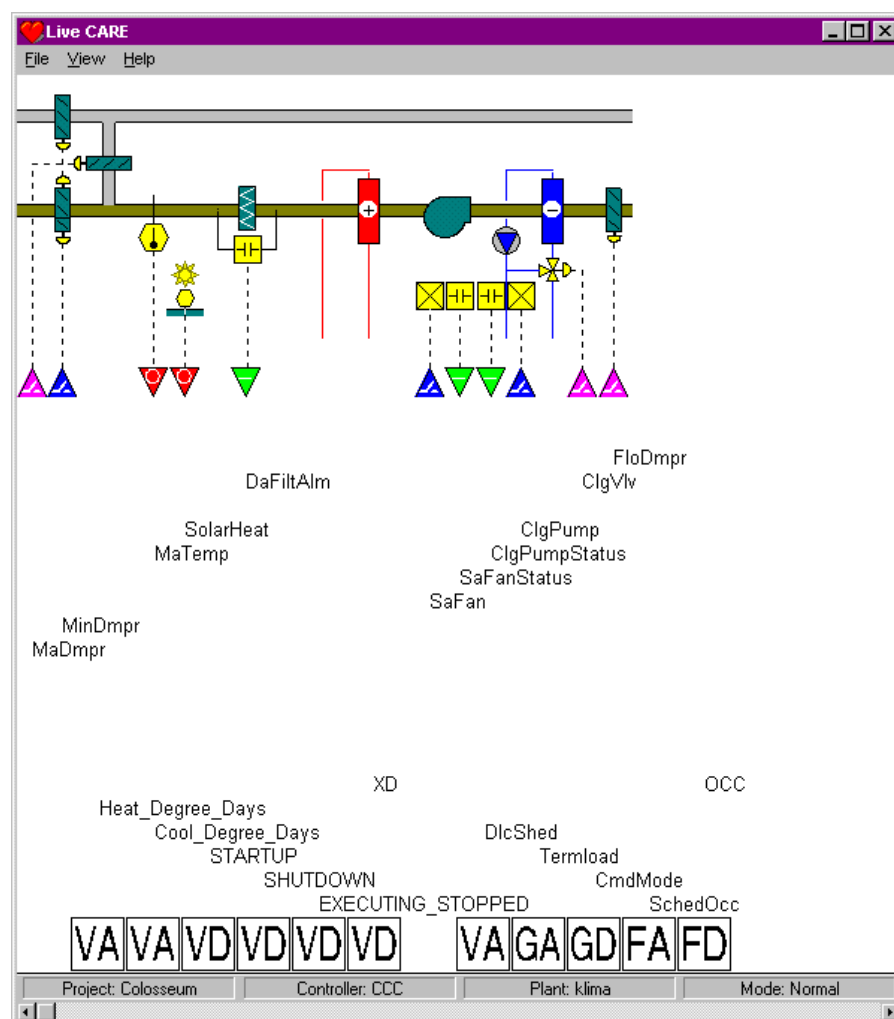 Live CARE
File View Help
FloDmpr
DaFiltAlm ClgVlv
SolarHeat ClgPump
MaTemp ClgPumpStatus
SaFanStatus
SaFan
MinDmpr
MaDmpr
XD OCC
Heat_Degree_Days
Cool_Degree_Days DlcShed
STARTUP Termload
SHUTDOWN CmdMode
EXECUTING_STOPPED SchedOcc
VA VA VD VD VD VD VA GA GD FA FD
Project: Colosseum Controller: CCC Plant: klima Mode: Normal